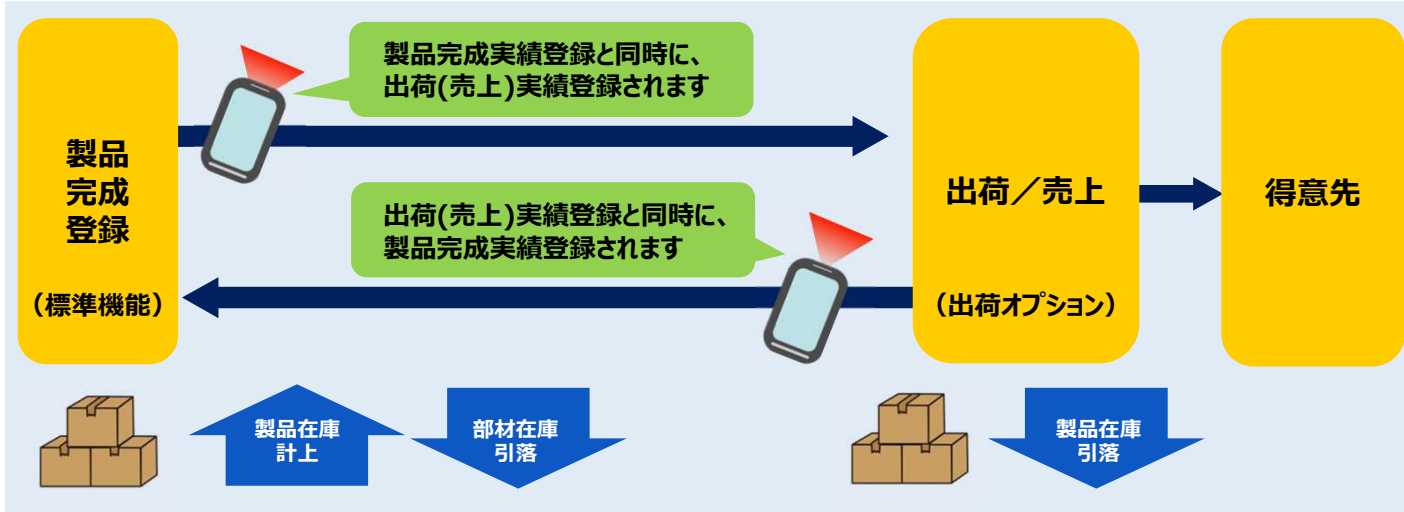 製品完成実績登録と同時に、
出荷(売上)実績登録されます
製品
完成
登録
（標準機能）
出荷(売上)実績登録と同時に、
製品完成実績登録されます
出荷／売上
（出荷オプション）
得意先
製品在庫
計上
部材在庫
引落
製品在庫
引落